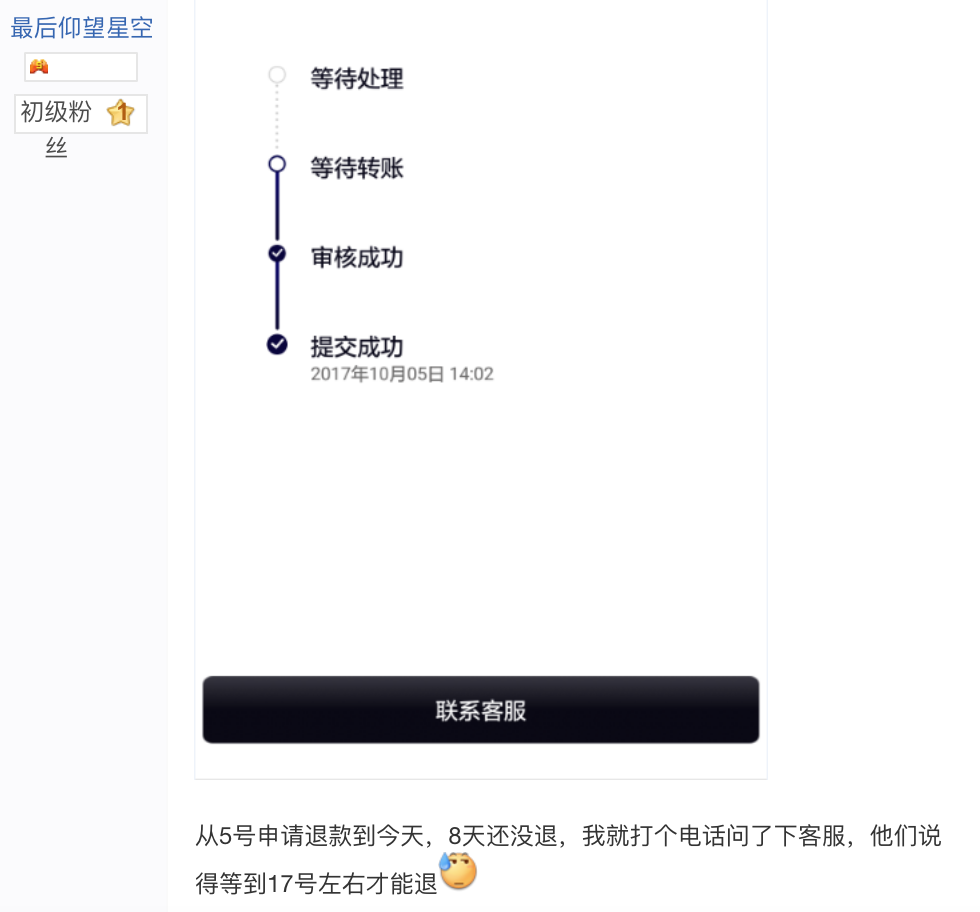 最后仰望星空
初级粉 1
丝
等待处理
等待转账
审核成功
提交成功
2017年10月05日 14:02
联系客服
从5号申请退款到今天，8天还没退，我就打个电话问了下客服，他们说
得等到17号左右才能退